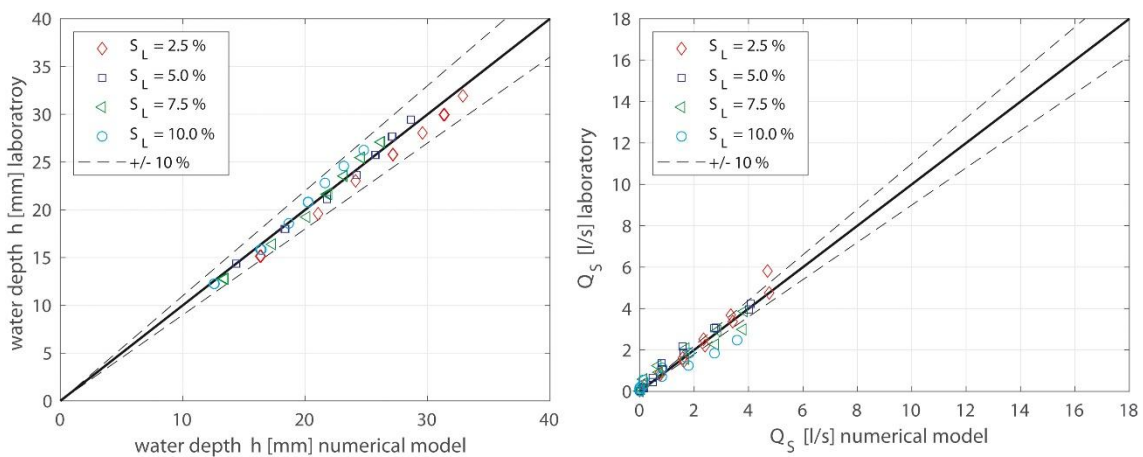 40
35
30
25
20
15
10
5
0
0
10
20
30
40
water depth h [mm] laboratroy
water depth h [mm] numerical model
S L = 2.5 %
S L = 5.0 %
S L = 7.5 %
S L = 10.0 %
+/- 10 %
18
16
14
12
10
8
6
4
2
0
0
2
4
6
8
10
12
14
16
18
Q S [l/s] laboratory
Q S [l/s] numerical model
S L = 2.5 %
S L = 5.0 %
S L = 7.5 %
S L = 10.0 %
+/- 10 %